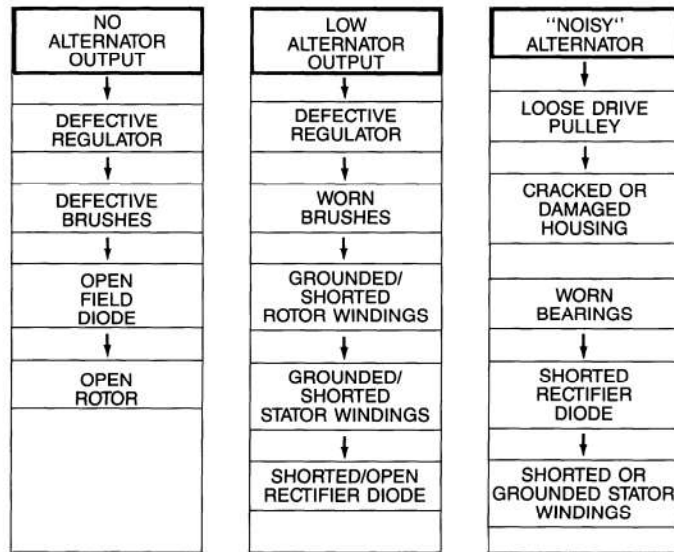 NO
ALTERNATOR
OUTPUT
DEFECTIVE
REGULATOR
DEFECTIVE
BRUSHES
OPEN
FIELD
DIODE
OPEN
ROTOR
LOW
ALTERNATOR
OUTPUT
DEFECTIVE
REGULATOR
WORN
BRUSHES
GROUNDED/
SHORTED
ROTOR WINDINGS
GROUNDED/
SHORTED
STATOR WINDINGS
SHORTED/OPEN
RECTIFIER DIODE
"NOISY"
ALTERNATOR
LOOSE DRIVE
PULLEY
CRACKED OR
DAMAGED
HOUSING
WORN
BEARINGS
SHORTED
RECTIFIER
DIODE
SHORTED OR
GROUNDED STATOR
WINDINGS